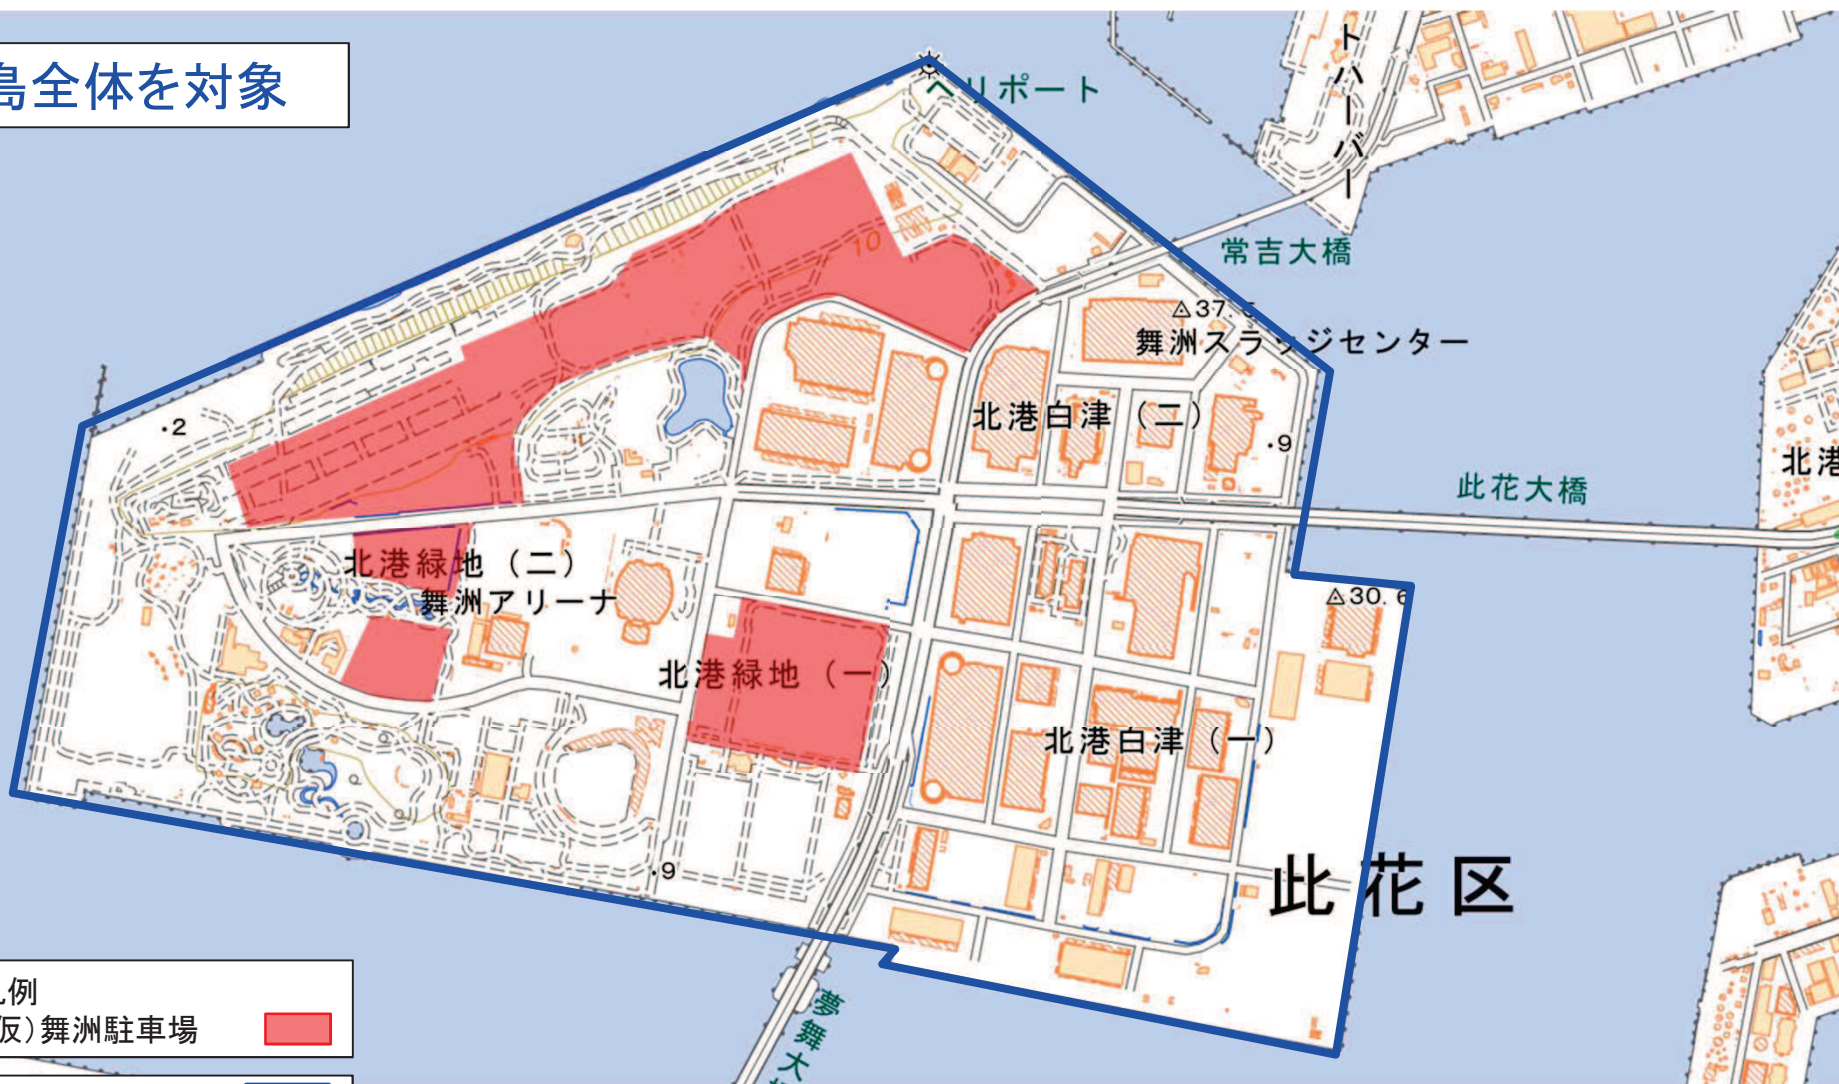 島全体を対象
ヘリポート
トハーバー
常吉大橋
10
37.5
舞洲スラッジセンター
2
北港白津（二）
9
此花大橋
北港
北港緑地（二）
舞洲アリーナ
30.6
北港緑地（一）
北港白津（一）
9
此花区
凡例
仮）舞洲駐車場
夢舞大